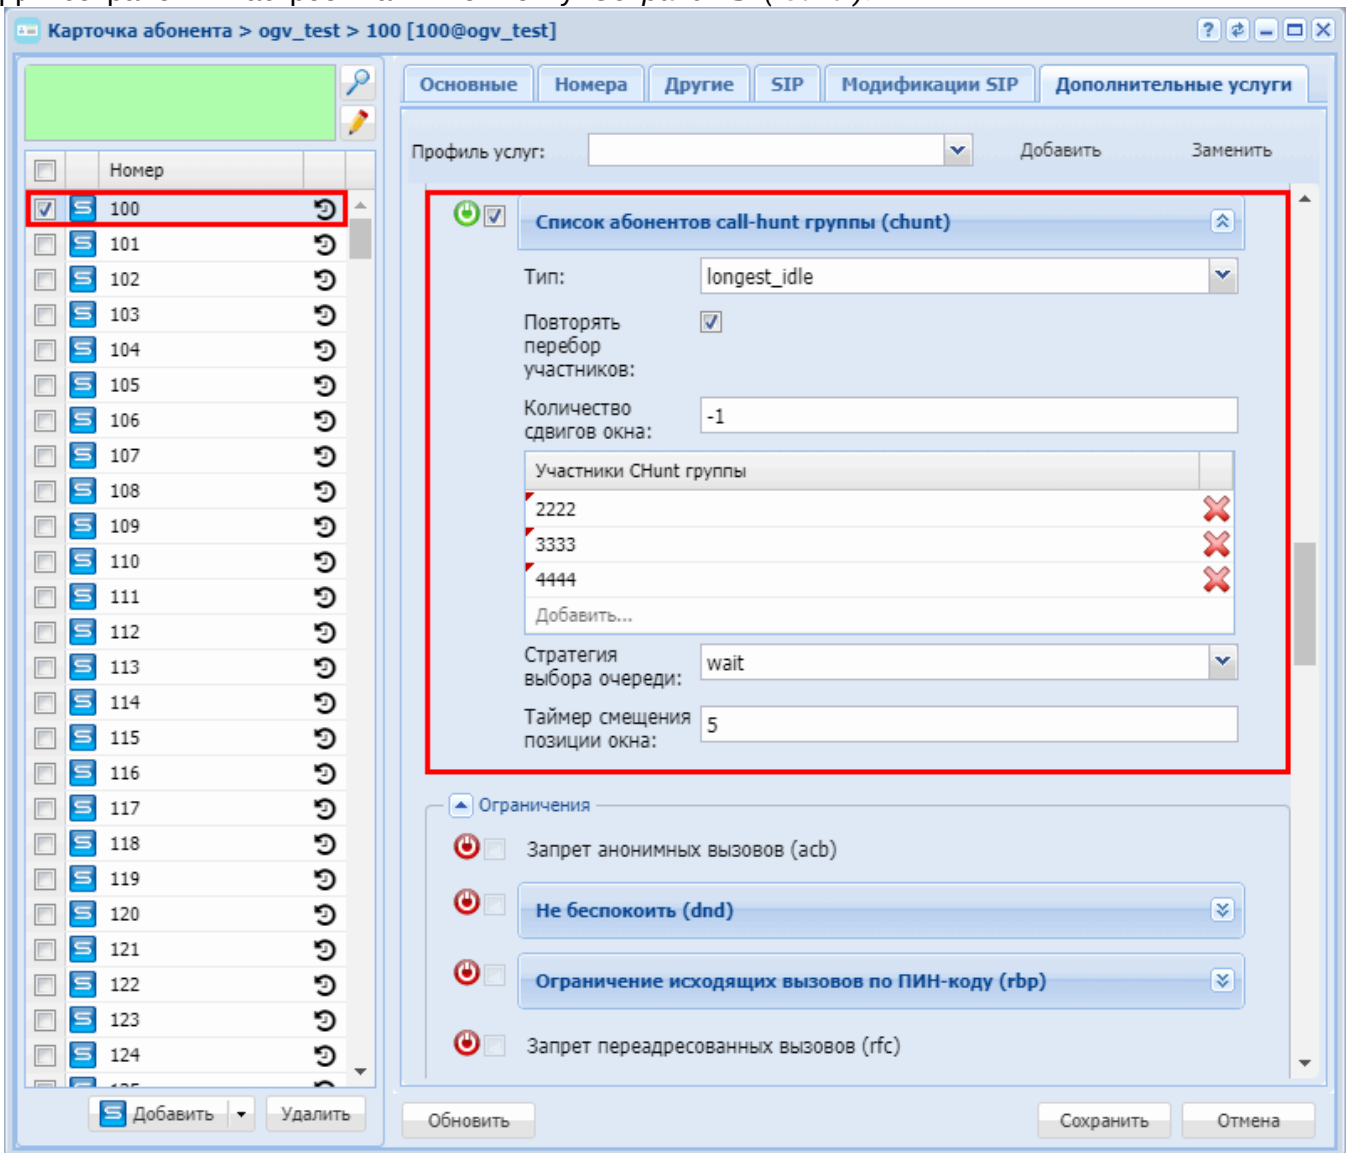 Карточка абонента > ogv_test > 100 [100@ogv_test]
Основные Номера Другие SIP Модификации SIP Дополнительные услуги
Профиль услуг: Добавить Заменить
Номер
100
101
102
103
104
105
106
107
108
109
110
111
112
113
114
115
116
117
118
119
120
121
122
123
124
Добавить Удалить
Список абонентов call-hunt группы (chunt)
Тип: longest_idle
Повторять
перебор
участников:
Количество
сдвигов окна: -1
Участники CHunt группы
2222
3333
4444
Добавить...
Стратегия
выбора очереди: wait
Таймер смещения
позиции окна: 5
Ограничения
Запрет анонимных вызовов (acb)
Не беспокоить (dnd)
Ограничение исходящих вызовов по ПИН-коду (rbp)
Запрет переадресованных вызовов (rfc)
Обновить Сохранить Отмена